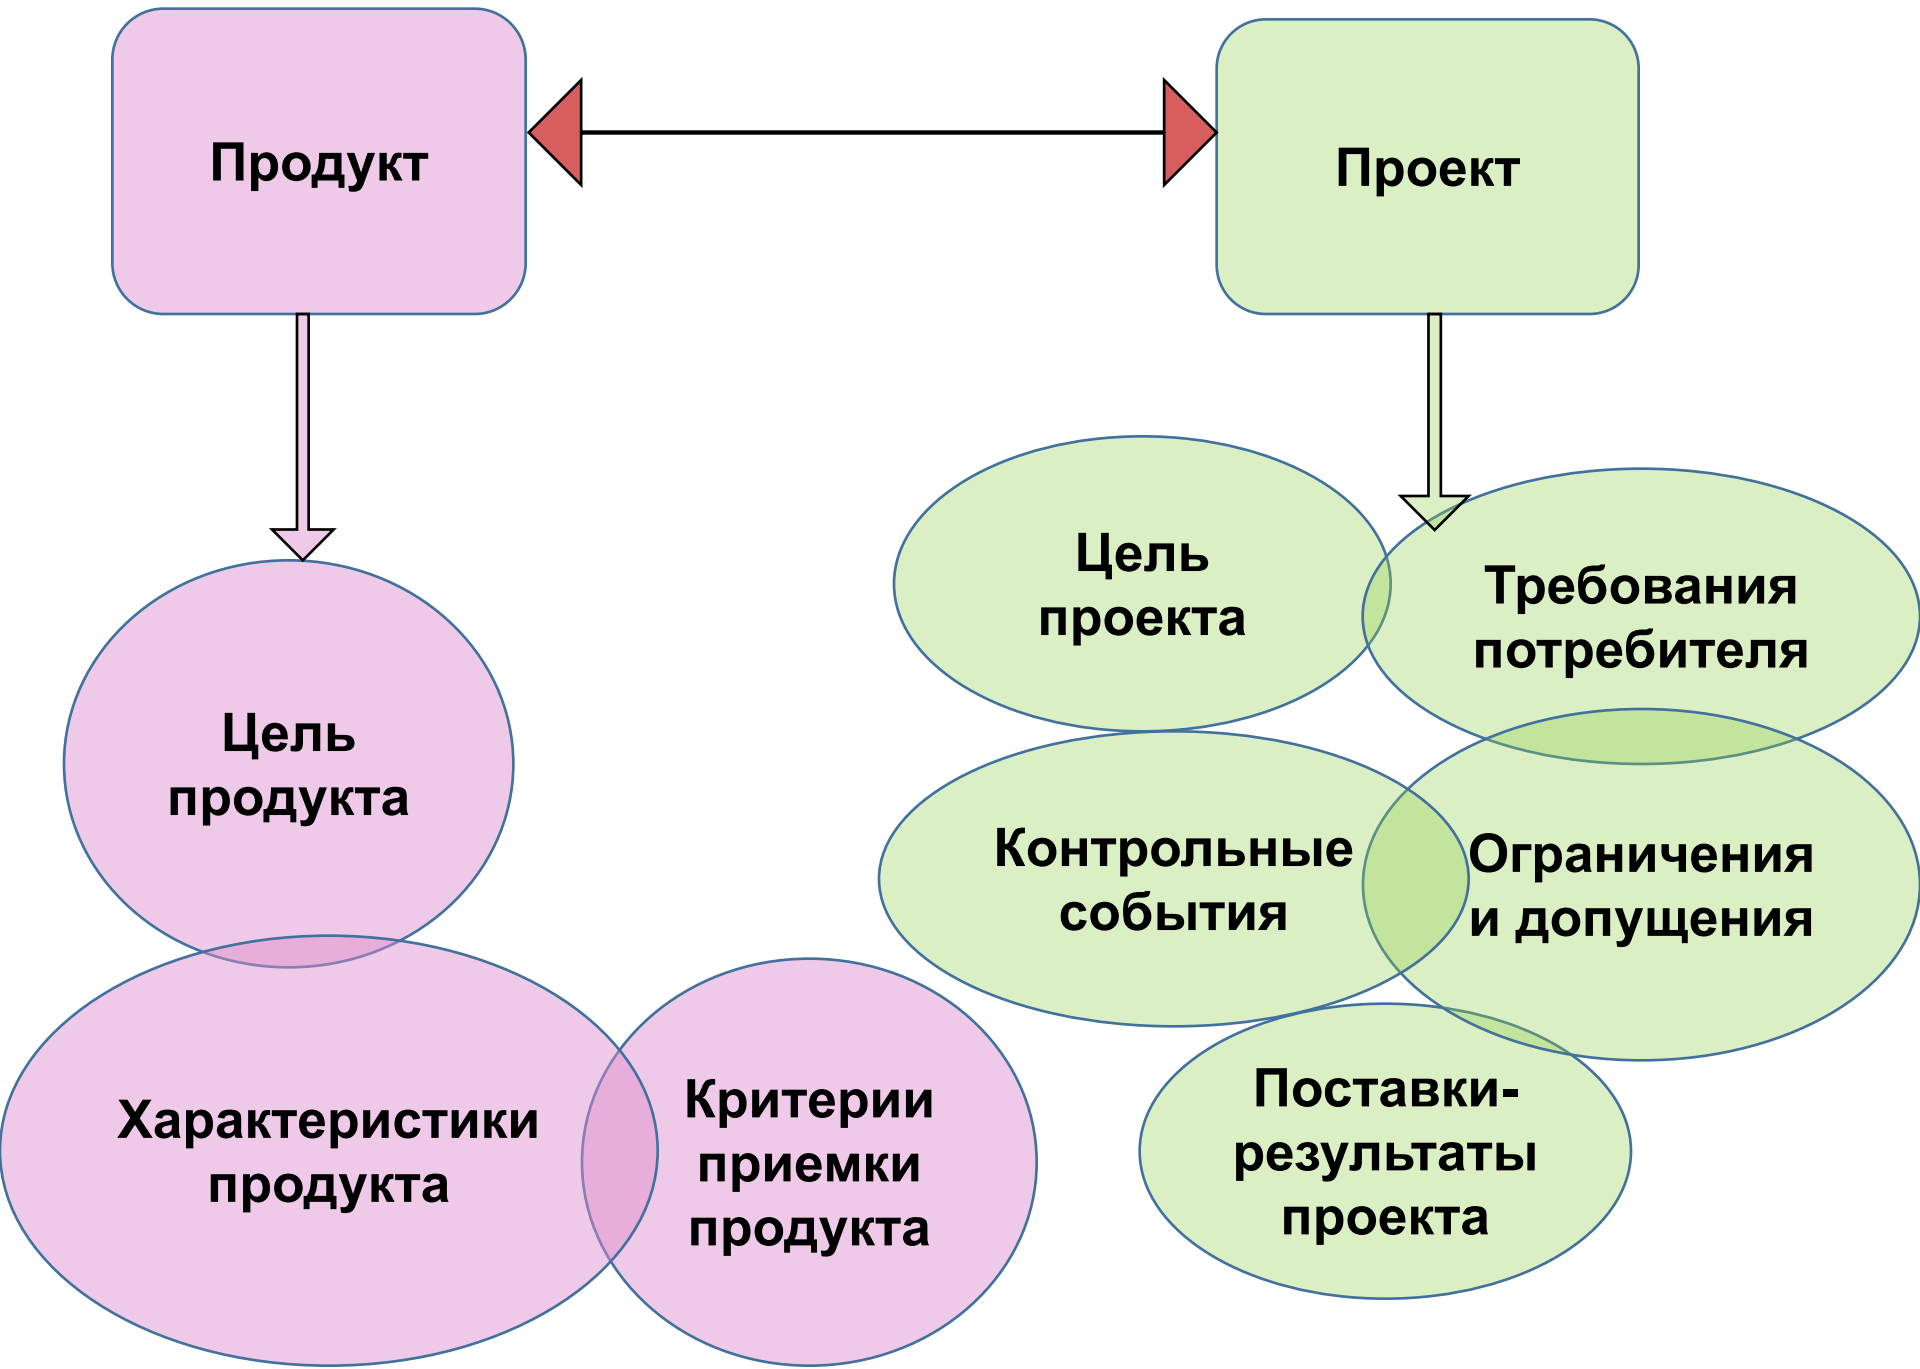 Продукт
Проект
Цель
продукта
Характеристики
продукта
Критерии
приемки
продукта
Цель
проекта
Требования
потребителя
Контрольные
события
Ограничения
и допущения
Поставки-
результаты
проекта